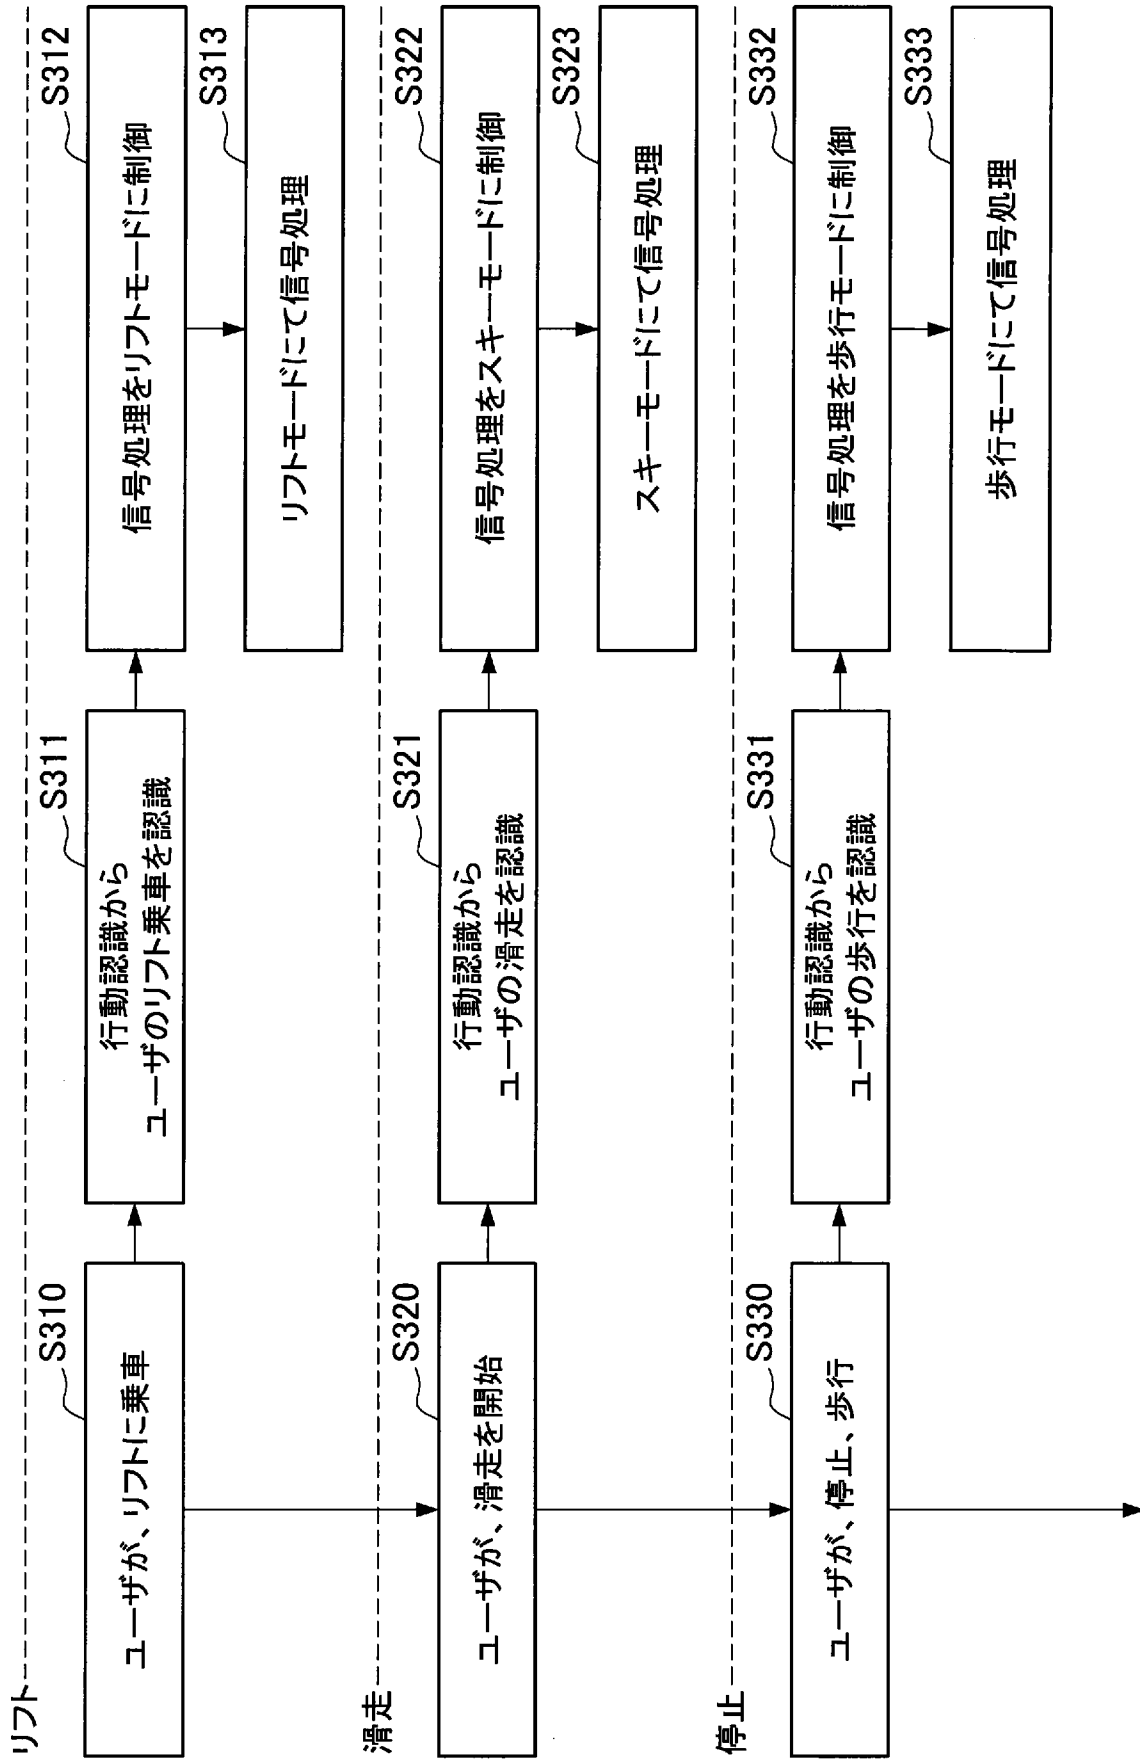 リフト
S310
ユーザが、リフトに乗車
S311
行動認識から
ユーザのリフト乗車を認識
S312
信号処理をリフトモードに制御
S313
リフトモードにて信号処理
滑走
S320
ユーザが、滑走を開始
S321
行動認識から
ユーザの滑走を認識
S322
信号処理をスキーモードに制御
S323
スキーモードにて信号処理
停止
S330
ユーザが、停止、歩行
S331
行動認識から
ユーザの歩行を認識
S332
信号処理を歩行モードに制御
S333
歩行モードにて信号処理